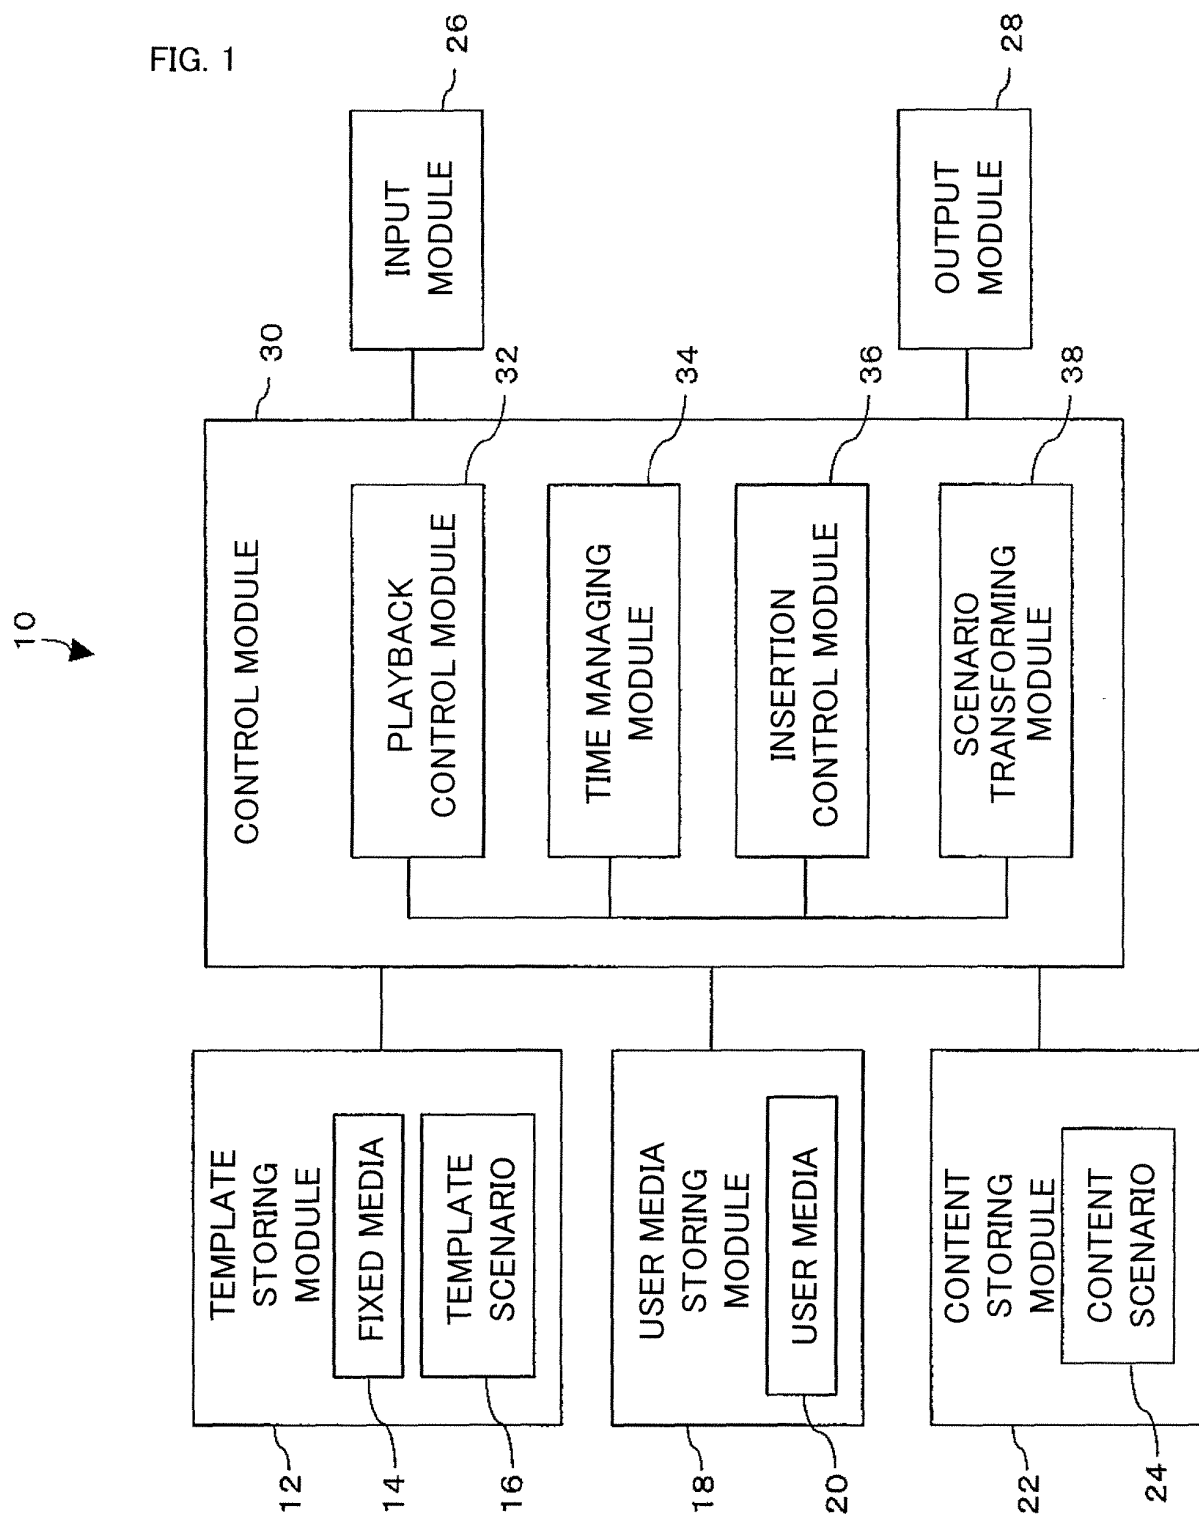 FIG. 1
10
TEMPLATE
STORING
MODULE
FIXED MEDIA
TEMPLATE
SCENARIO
12
14
16
USER MEDIA
STORING
MODULE
USER MEDIA
18
20
CONTENT
STORING
MODULE
CONTENT
SCENARIO
22
24
CONTROL MODULE
30
PLAYBACK
CONTROL MODULE
32
TIME MANAGING
MODULE
34
INSERTION
CONTROL MODULE
36
SCENARIO
TRANSFORMING
MODULE
38
INPUT
MODULE
26
OUTPUT
MODULE
28